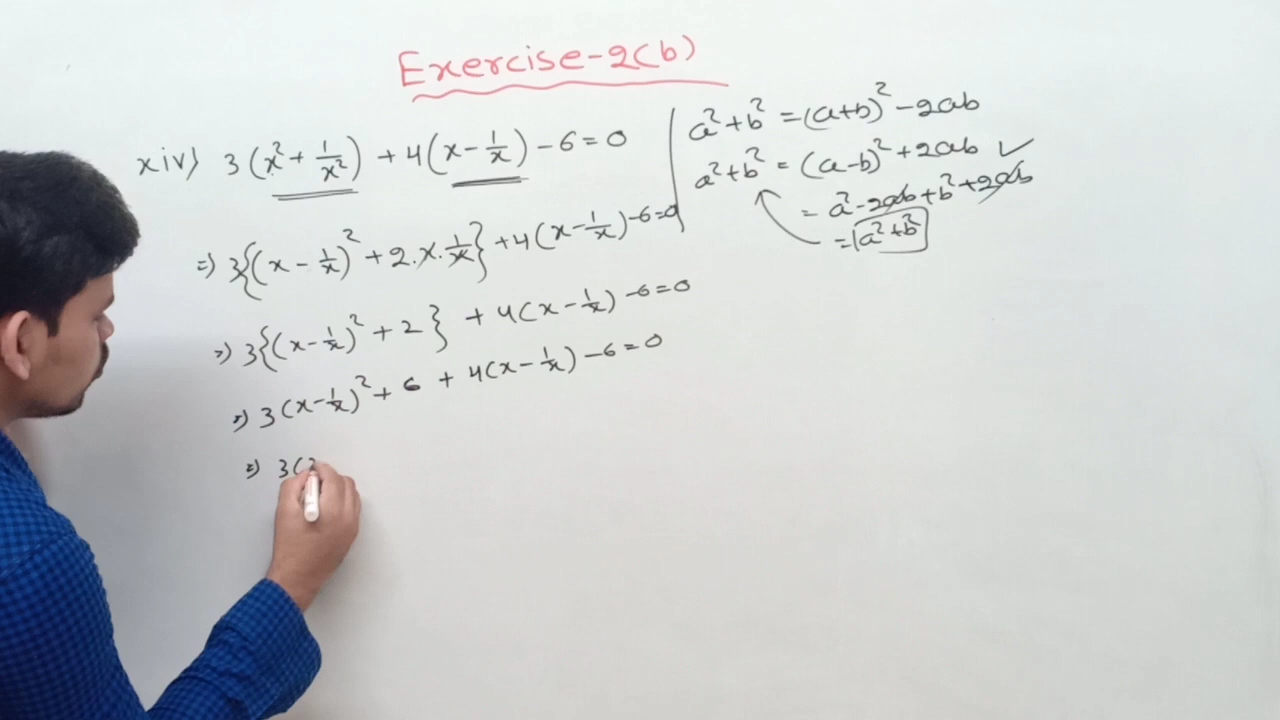 Exercise-2(b)
xiv) 3(x² + 1/x²) + 4(x - 1/x) - 6 = 0
=> 3{(x - 1/x)² + 2.x.1/x} + 4(x - 1/x) - 6 = 0
=> 3{(x - 1/x)² + 2} + 4(x - 1/x) - 6 = 0
=> 3(x - 1/x)² + 6 + 4(x - 1/x) - 6 = 0
=> 3(
a² + b² = (a+b)² - 2ab
a² + b² = (a-b)² + 2ab ✓
= a² - 2ab + b² + 2ab
= a² + b²